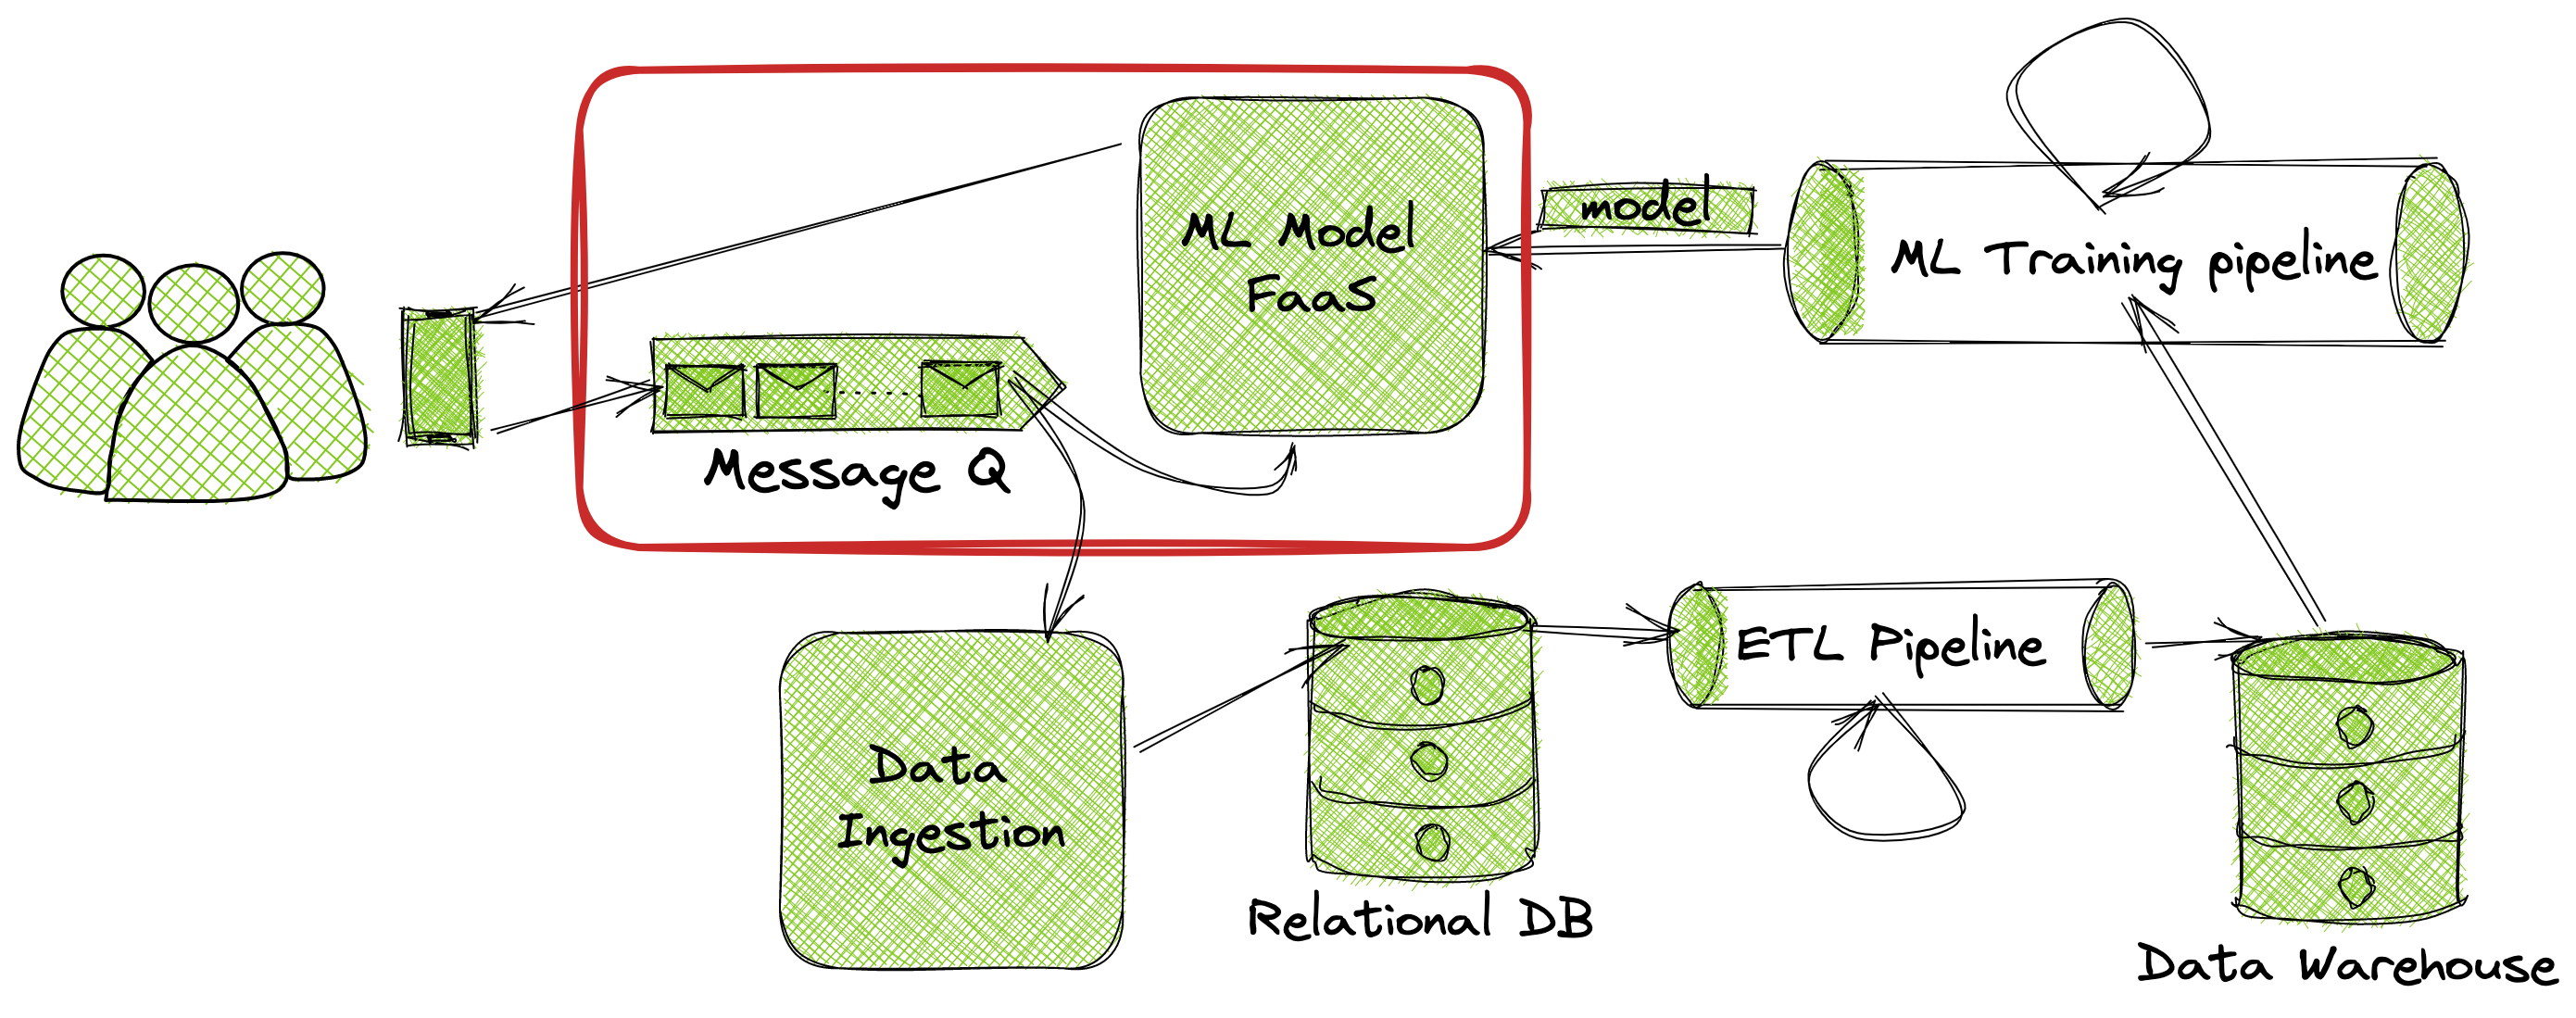 model
ML Model
FaaS
ML Training pipeline
Message Q
ETL Pipeline
Data
Ingestion
Relational DB
Data Warehouse